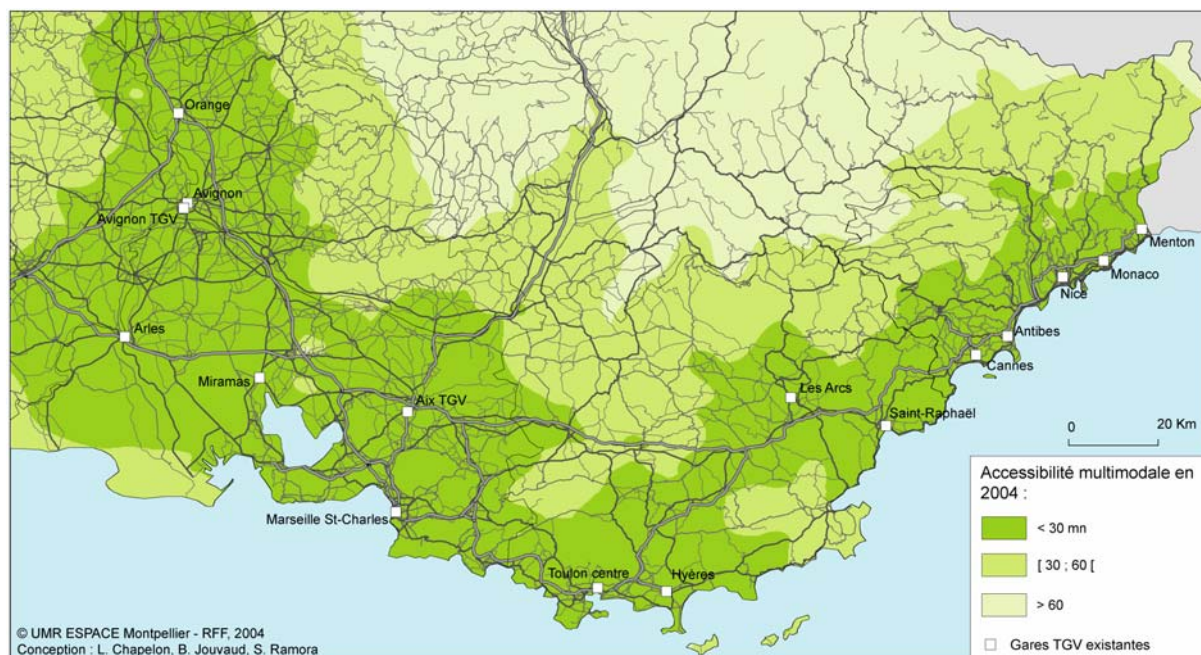 Orange
Avignon
Avignon TGV
Menton
Monaco
Nice
Arles
Antibes
Cannes
Miramas
Les Arcs
Aix TGV
Saint-Raphaël
0 20 Km
Marseille St-Charles
Toulon centre
Hyères
Accessibilité multimodale en
2004 :
< 30 mn
[ 30 ; 60 [
> 60
Gares TGV existantes
© UMR ESPACE Montpellier - RFF, 2004
Conception : L. Chapelon, B. Jouvaud, S. Ramora